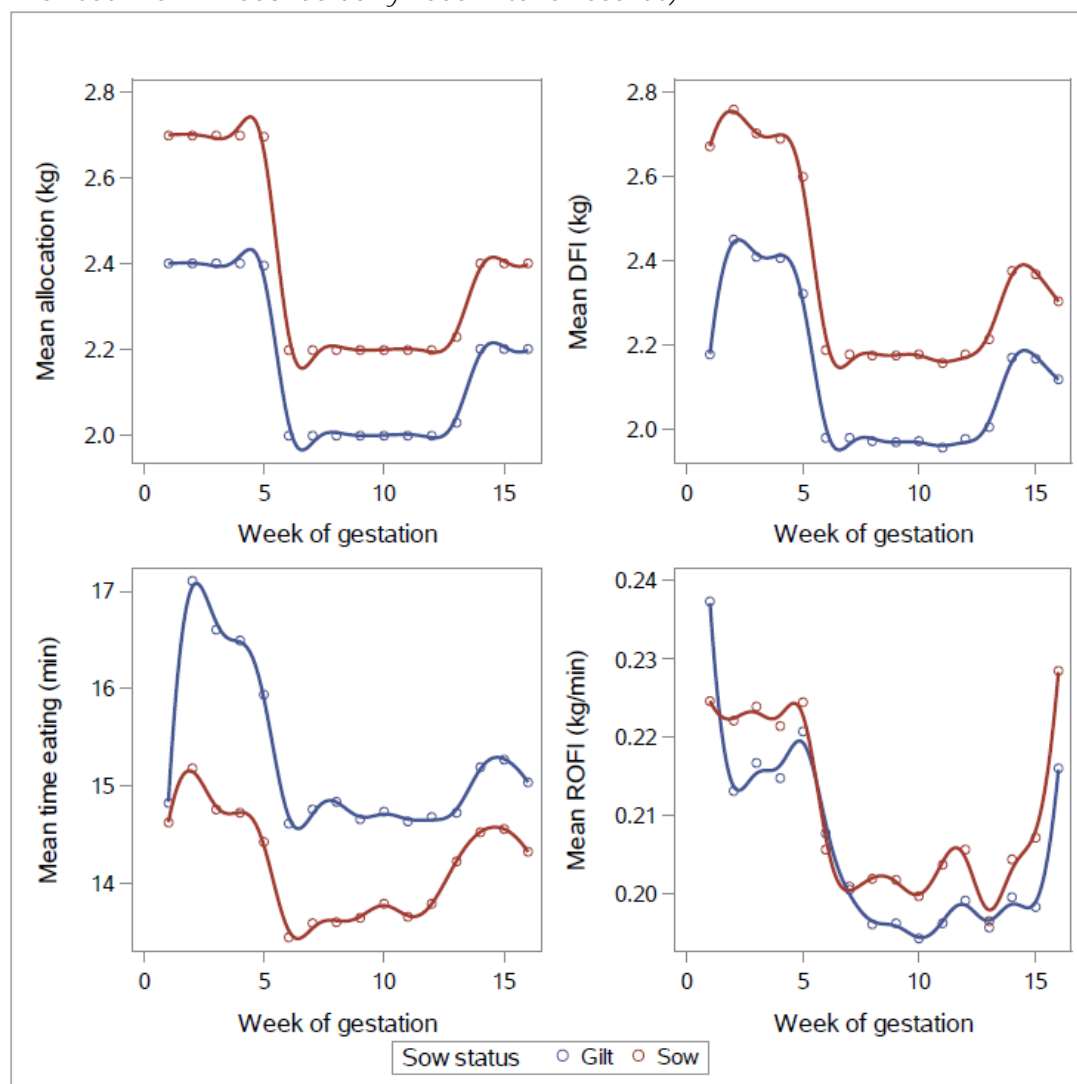 2.8
2.6
2.4
2.2
2.0
Mean allocation (kg)
0 5 10 15
Week of gestation
2.8
2.6
2.4
2.2
2.0
Mean DFI (kg)
0 5 10 15
Week of gestation
17
16
15
14
Mean time eating (min)
0 5 10 15
Week of gestation
0.24
0.23
0.22
0.21
0.20
Mean ROFI (kg/min)
0 5 10 15
Week of gestation
Sow status Gilt Sow